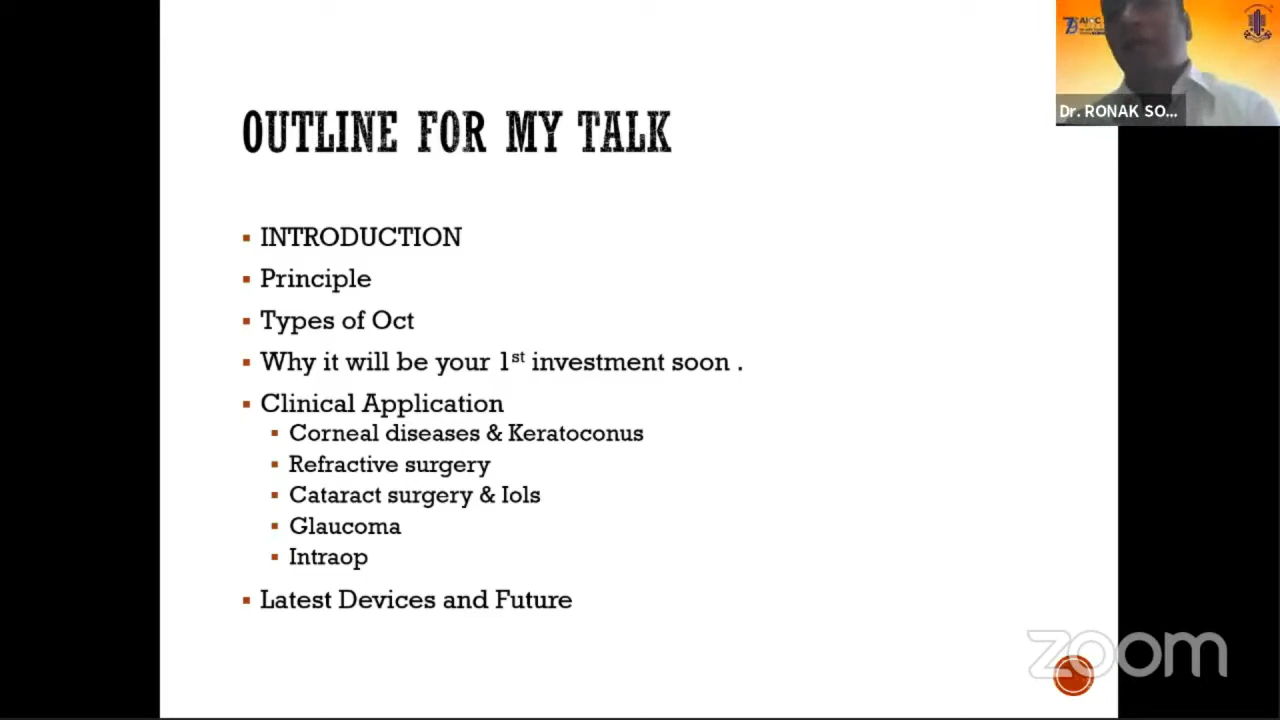 OUTLINE FOR MY TALK
INTRODUCTION
Principle
Types of Oct
Why it will be your 1st investment soon .
Clinical Application
Corneal diseases & Keratoconus
Refractive surgery
Cataract surgery & Iols
Glaucoma
Intraop
Latest Devices and Future
Dr. RONAK SO...
zoom